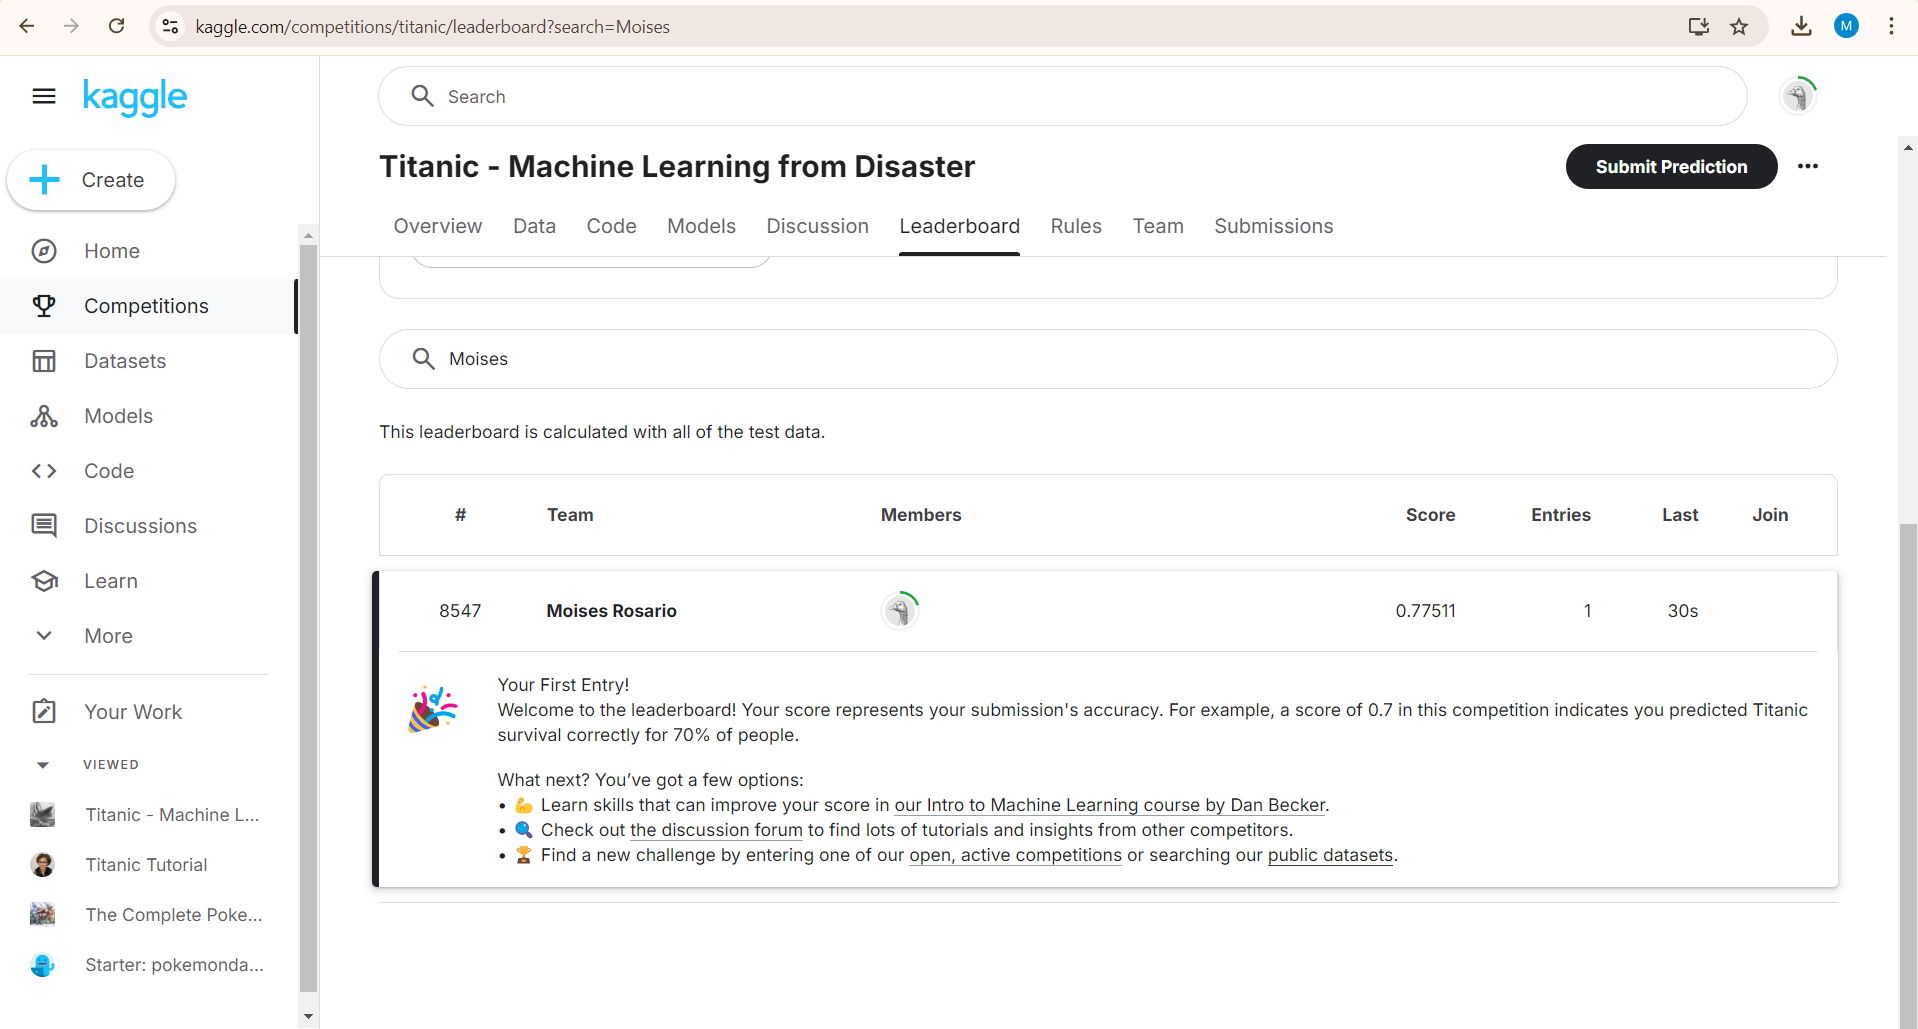 kaggle.com/competitions/titanic/leaderboard?search=Moises
M
kaggle
Search
Create
Home
Competitions
Datasets
Models
Code
Discussions
Learn
More
Your Work
VIEWED
Titanic - Machine L...
Titanic Tutorial
The Complete Poke...
Starter: pokemonda...
Titanic - Machine Learning from Disaster
Submit Prediction
Overview Data Code Models Discussion Leaderboard Rules Team Submissions
Moises
This leaderboard is calculated with all of the test data.
# Team Members Score Entries Last Join
8547 Moises Rosario 0.77511 1 30s
Your First Entry!
Welcome to the leaderboard! Your score represents your submission's accuracy. For example, a score of 0.7 in this competition indicates you predicted Titanic
survival correctly for 70% of people.
What next? You've got a few options:
• 💪 Learn skills that can improve your score in our Intro to Machine Learning course by Dan Becker.
• 🔍 Check out the discussion forum to find lots of tutorials and insights from other competitors.
• 🏆 Find a new challenge by entering one of our open, active competitions or searching our public datasets.